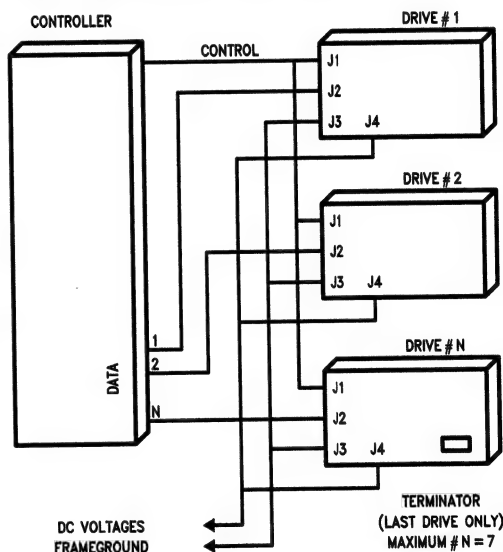 CONTROLLER
DRIVE # 1
CONTROL
J1
J2
J3 J4
DRIVE # 2
J1
J2
J3 J4
DRIVE # N
J1
J2
J3 J4
1
2
N
DATA
DC VOLTAGES
FRAMEGROUND
TERMINATOR
(LAST DRIVE ONLY)
MAXIMUM # N = 7